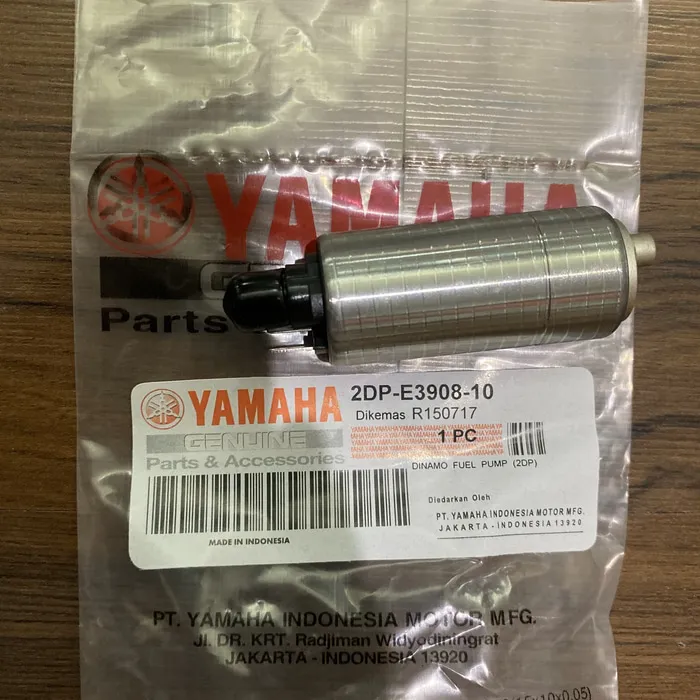 YAMAHA
Parts
YAMAHA
GENUINE
Parts & Accessories
2DP-E3908-10
Dikemas R150717
1 PC
DINAMO FUEL PUMP (2DP)
MADE IN INDONESIA
Diedarkan Oleh
PT. YAMAHA INDONESIA MOTOR MFG.
JAKARTA - INDONESIA 13920
PT. YAMAHA INDONESIA MOTOR MFG.
Jl. DR. KRT. Radjiman Widyodiningrat
JAKARTA - INDONESIA 13920